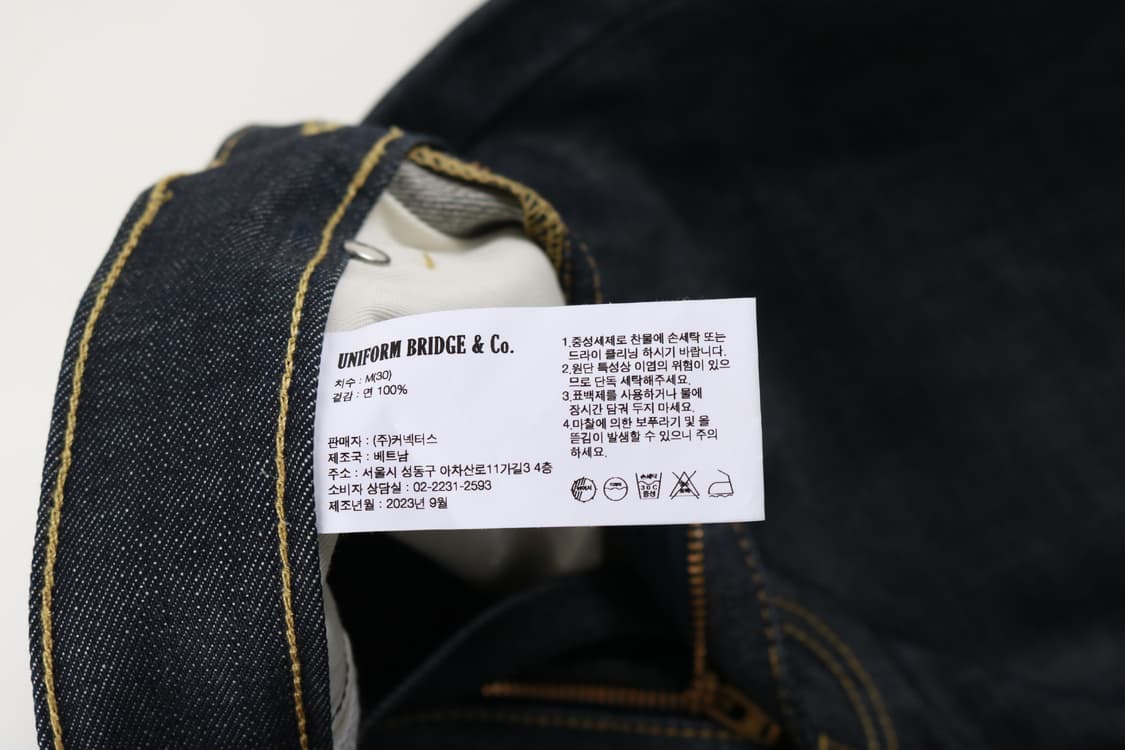 UNIFORM BRIDGE & Co.
치수 : M(30)
겉감 : 면 100%
판매자 : (주)커넥터스
제조국 : 베트남
주소 : 서울시 성동구 아차산로11가길3 4층
소비자 상담실 : 02-2231-2593
제조년월 : 2023년 9월
1.중성세제로 찬물에 손세탁 또는
드라이 클리닝 하시기 바랍니다.
2.원단 특성상 이염의 위험이 있으
므로 단독 세탁해주세요.
3.표백제를 사용하거나 물에
장시간 담궈 두지 마세요.
4.마찰에 의한 보푸라기 및 올
뜯김이 발생할 수 있으니 주의
하세요.
손세탁
30℃
중성